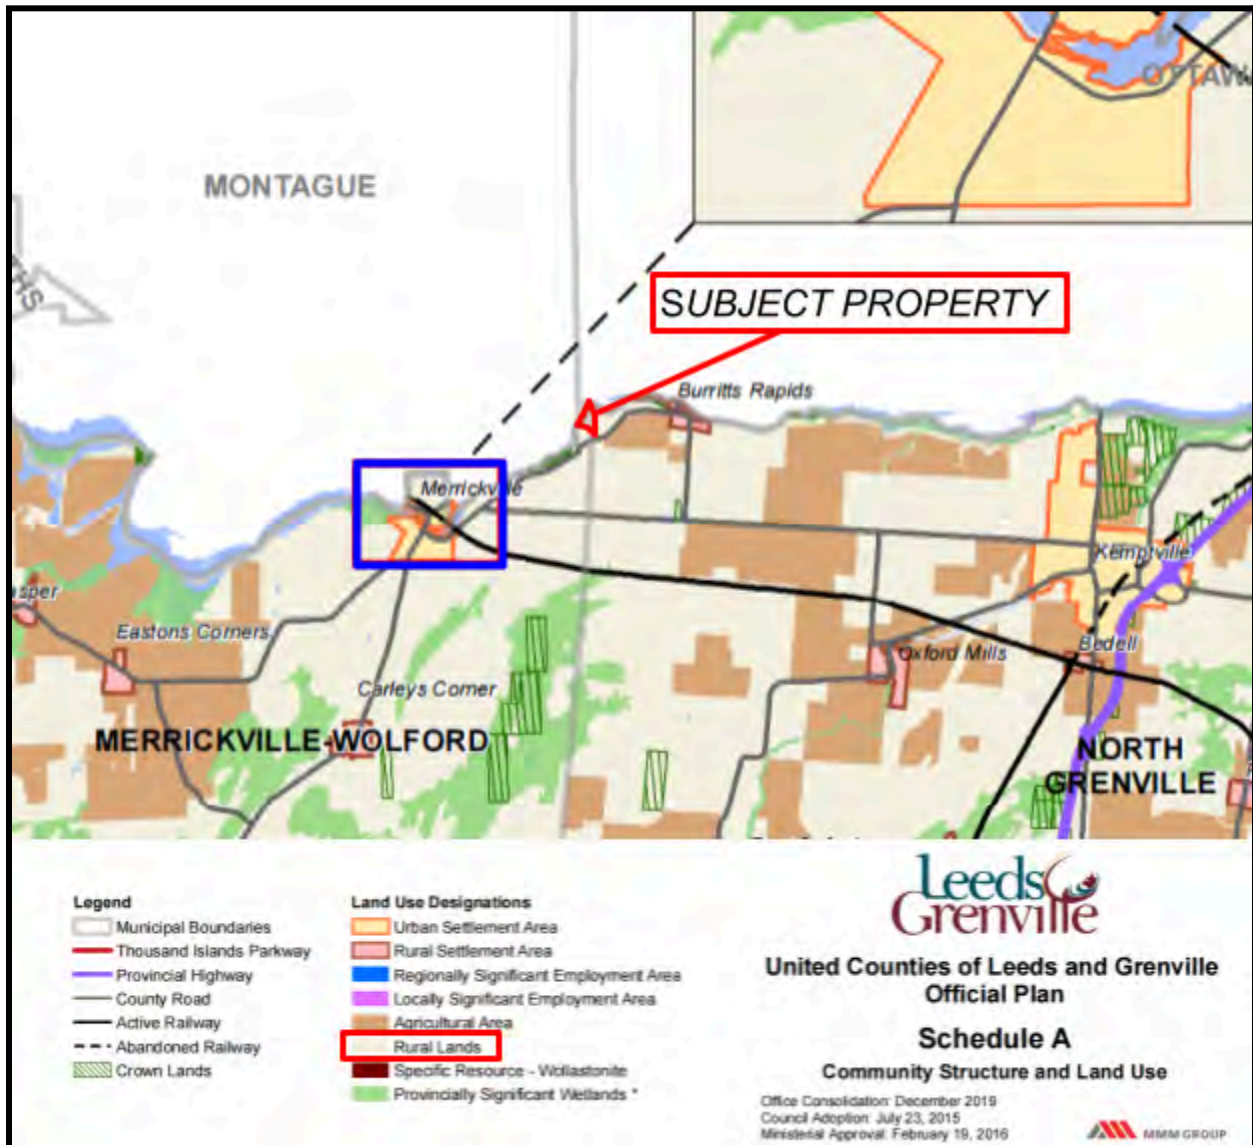 OTTAW
MONTAGUE
THS
SUBJECT PROPERTY
Burritts Rapids
Merrickville
Kemptville
asper
Eastons Corners
Oxford Mills
Bedell
Carleys Corner
MERRICKVILLE-WOLFORD
NORTH
GRENVILLE
Legend
Municipal Boundaries
Thousand Islands Parkway
Provincial Highway
County Road
Active Railway
Abandoned Railway
Crown Lands
Land Use Designations
Urban Settlement Area
Rural Settlement Area
Regionally Significant Employment Area
Locally Significant Employment Area
Agricultural Area
Rural Lands
Specific Resource - Wollastonite
Provincially Significant Wetlands *
Leeds
Grenville
United Counties of Leeds and Grenville
Official Plan
Schedule A
Community Structure and Land Use
Office Consolidation: December 2019
Council Adoption: July 23, 2015
Ministerial Approval: February 19, 2016
MMM GROUP